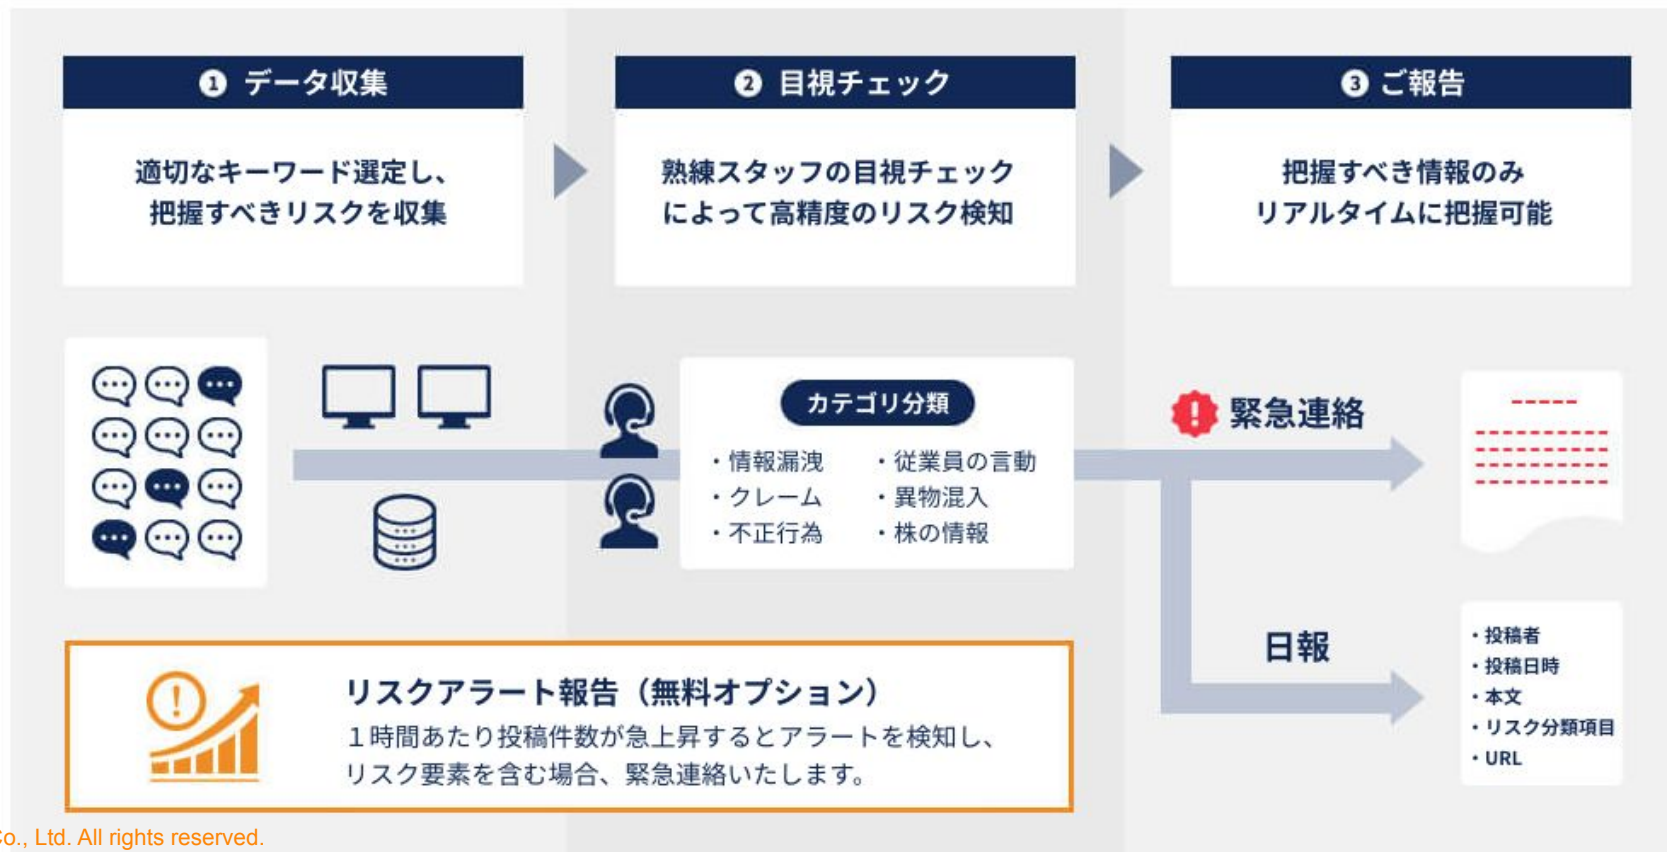 ❶ データ収集
適切なキーワード選定し、
把握すべきリスクを収集
❷ 目視チェック
熟練スタッフの目視チェック
によって高精度のリスク検知
❸ ご報告
把握すべき情報のみ
リアルタイムに把握可能
カテゴリ分類
・情報漏洩
・クレーム
・不正行為
・従業員の言動
・異物混入
・株の情報
緊急連絡
日報
・投稿者
・投稿日時
・本文
・リスク分類項目
・URL
リスクアラート報告（無料オプション）
１時間あたり投稿件数が急上昇するとアラートを検知し、
リスク要素を含む場合、緊急連絡いたします。
Co., Ltd. All rights reserved.